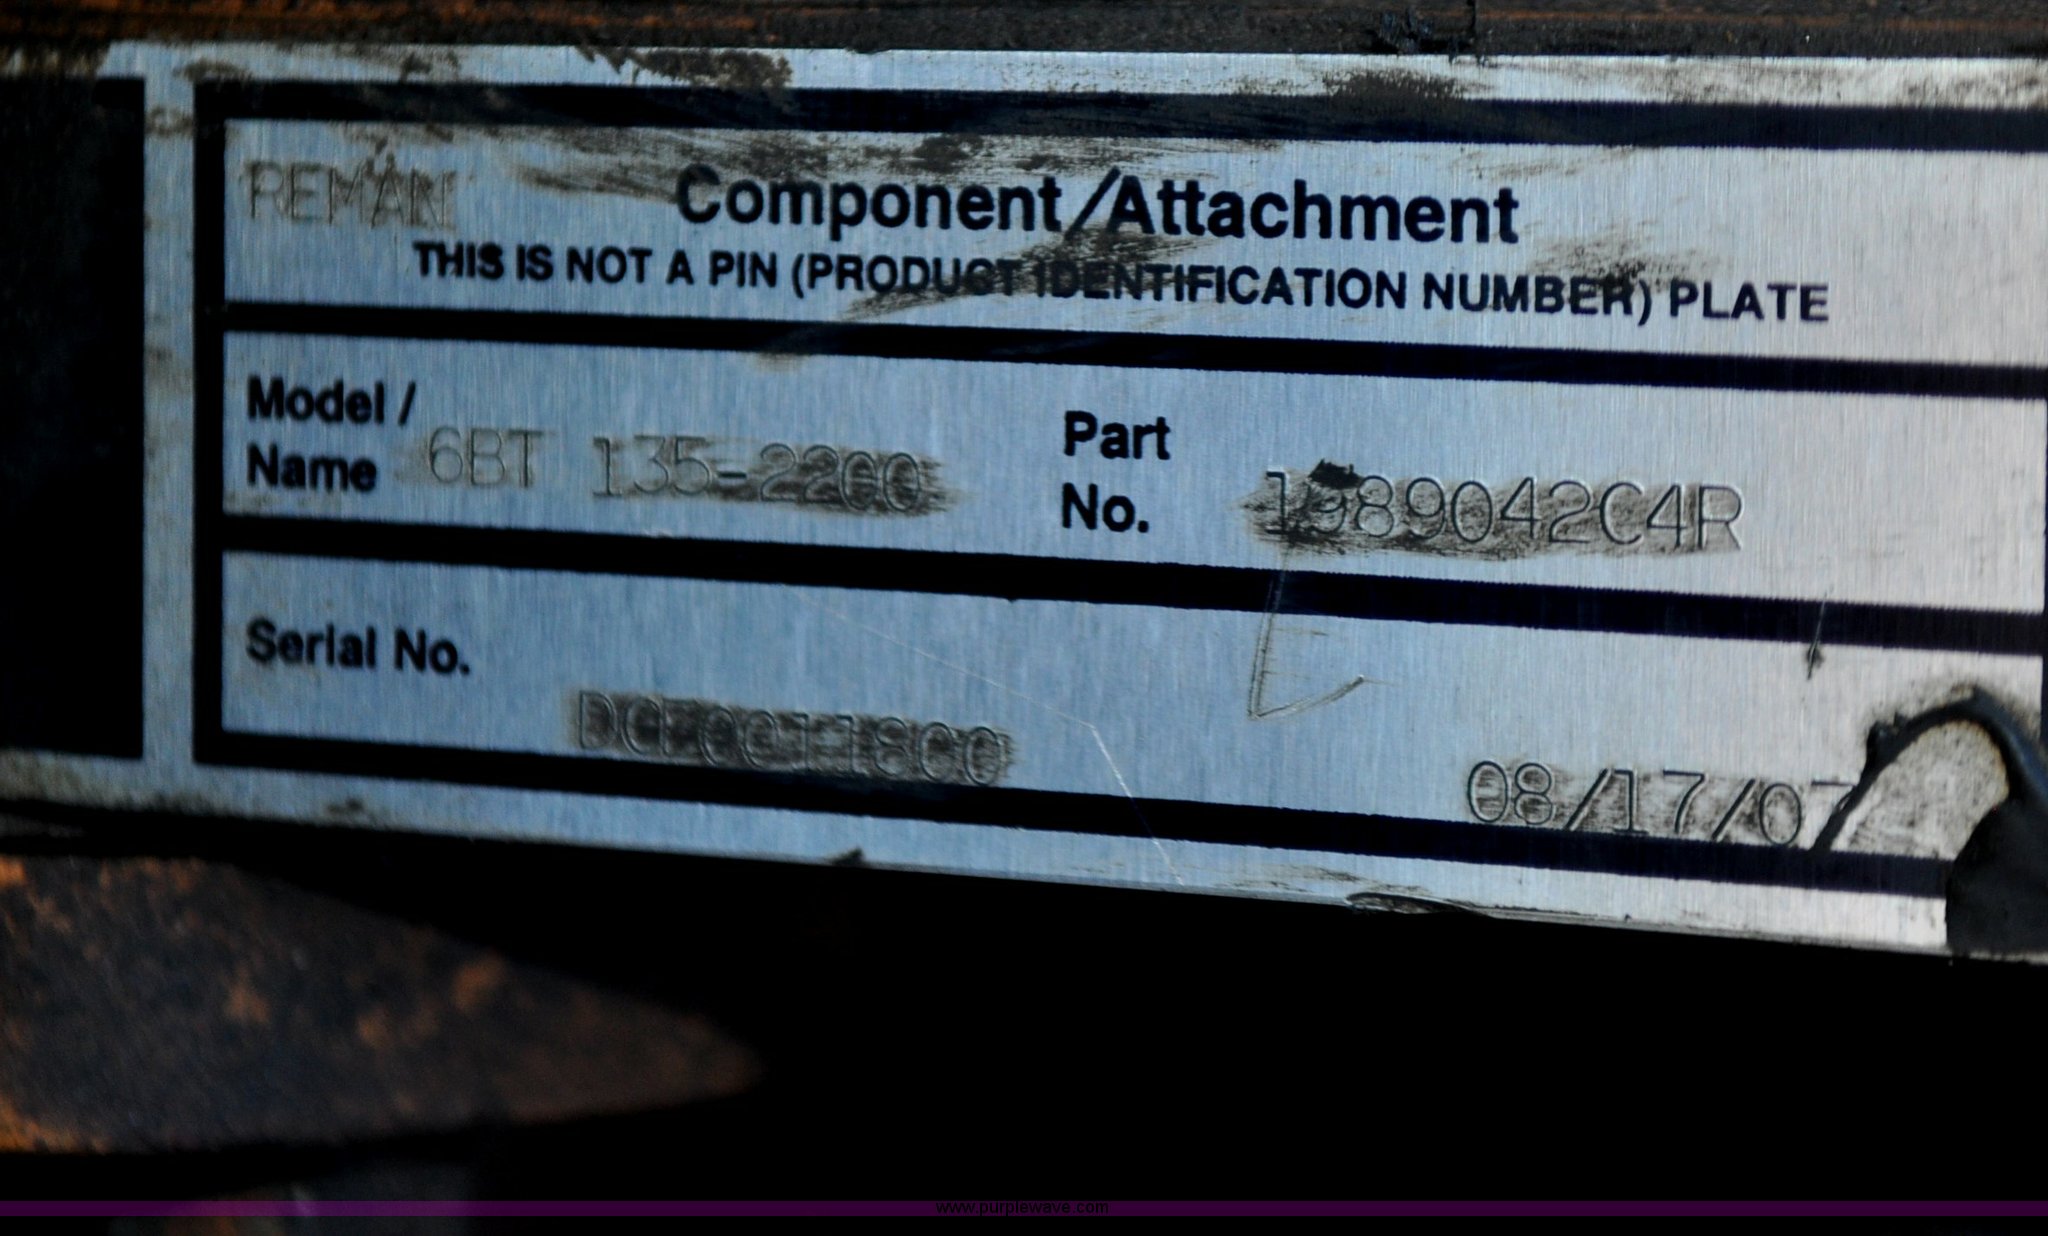 REMAN
Component/Attachment
THIS IS NOT A PIN (PRODUCT IDENTIFICATION NUMBER) PLATE
Model / Name 6BT 135-2200
Part No. 1989042C4R
Serial No.
08/17/07
www.purplewave.com